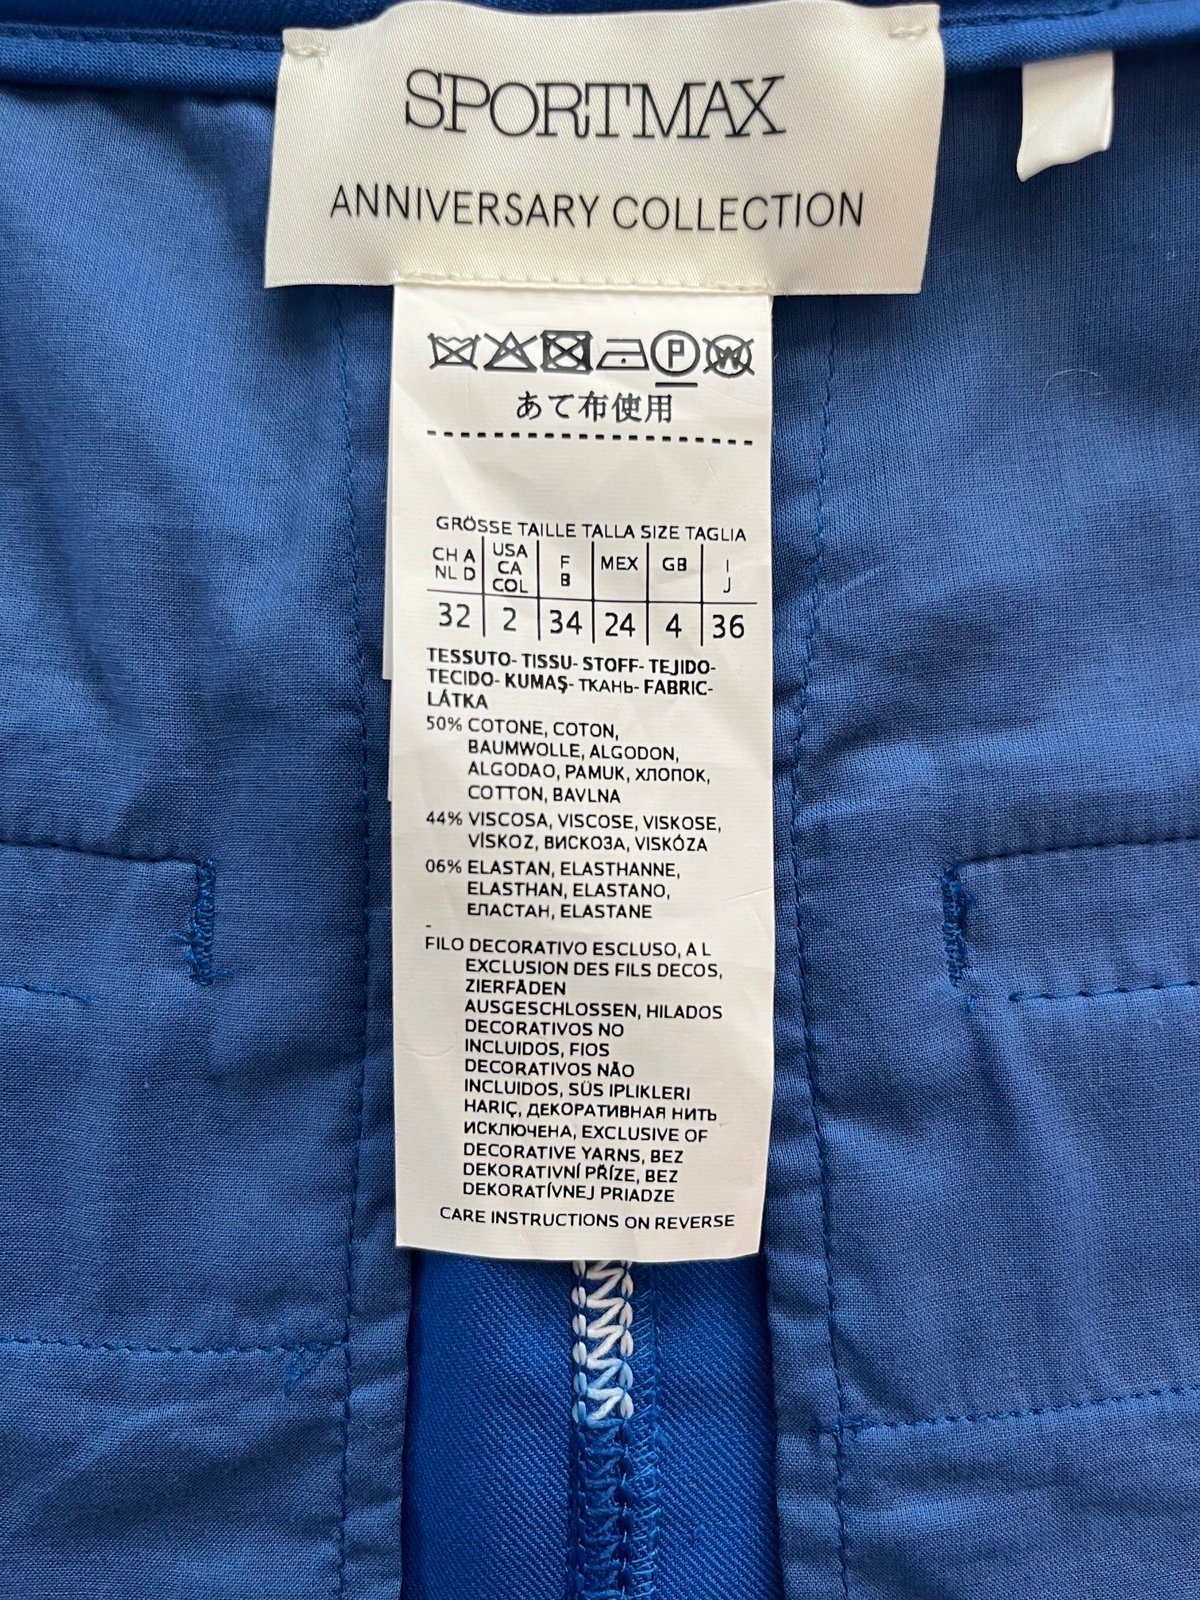 SPORTMAX
ANNIVERSARY COLLECTION
P W
あて布使用
GRÖSSE TAILLE TALLA SIZE TAGLIA
CH A NL D USA CA COL F B MEX GB I J
32 2 34 24 4 36
TESSUTO- TISSU- STOFF- TEJIDO-
TECIDO- KUMAŞ- ТКАНЬ- FABRIC-
LÁTKA
50% COTONE, COTON,
BAUMWOLLE, ALGODON,
ALGODAO, PAMUK, ХЛОПОК,
COTTON, BAVLNA
44% VISCOSA, VISCOSE, VISKOSE,
VİSKOZ, ВИСКОЗА, VISKÓZA
06% ELASTAN, ELASTHANNE,
ELASTHAN, ELASTANO,
ЕЛАСТАН, ELASTANE
-
FILO DECORATIVO ESCLUSO, A L
EXCLUSION DES FILS DECOS,
ZIERFÄDEN
AUSGESCHLOSSEN, HILADOS
DECORATIVOS NO
INCLUIDOS, FIOS
DECORATIVOS NÃO
INCLUIDOS, SÜS IPLIKLERI
HARIÇ, ДЕКОРАТИВНАЯ НИТЬ
ИСКЛЮЧЕНА, EXCLUSIVE OF
DECORATIVE YARNS, BEZ
DEKORATIVNÍ PŘÍZE, BEZ
DEKORATÍVNEJ PRIADZE
CARE INSTRUCTIONS ON REVERSE